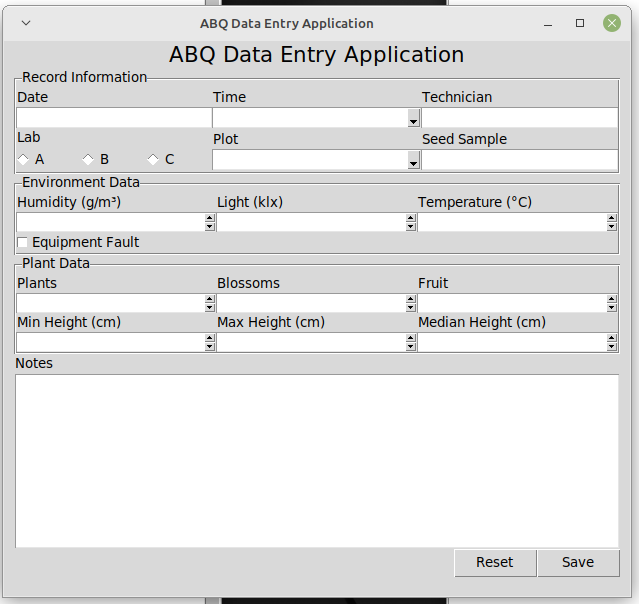 ABQ Data Entry Application
ABQ Data Entry Application
Record Information
Date Time Technician
Lab Plot Seed Sample
A B C
Environment Data
Humidity (g/m³) Light (klx) Temperature (°C)
Equipment Fault
Plant Data
Plants Blossoms Fruit
Min Height (cm) Max Height (cm) Median Height (cm)
Notes
Reset Save